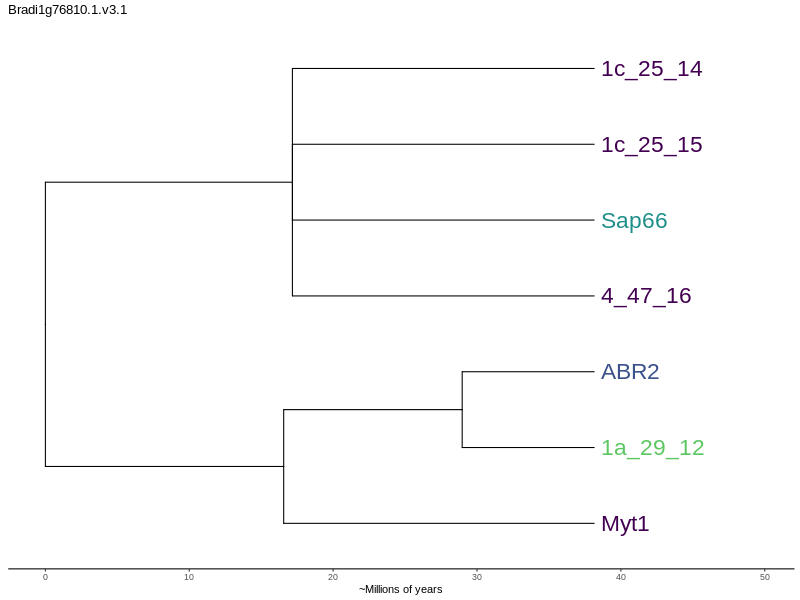 Bradi1g76810.1.v3.1
1c_25_14
1c_25_15
Sap66
4_47_16
ABR2
1a_29_12
Myt1
0 10 20 30 40 50
~Millions of years